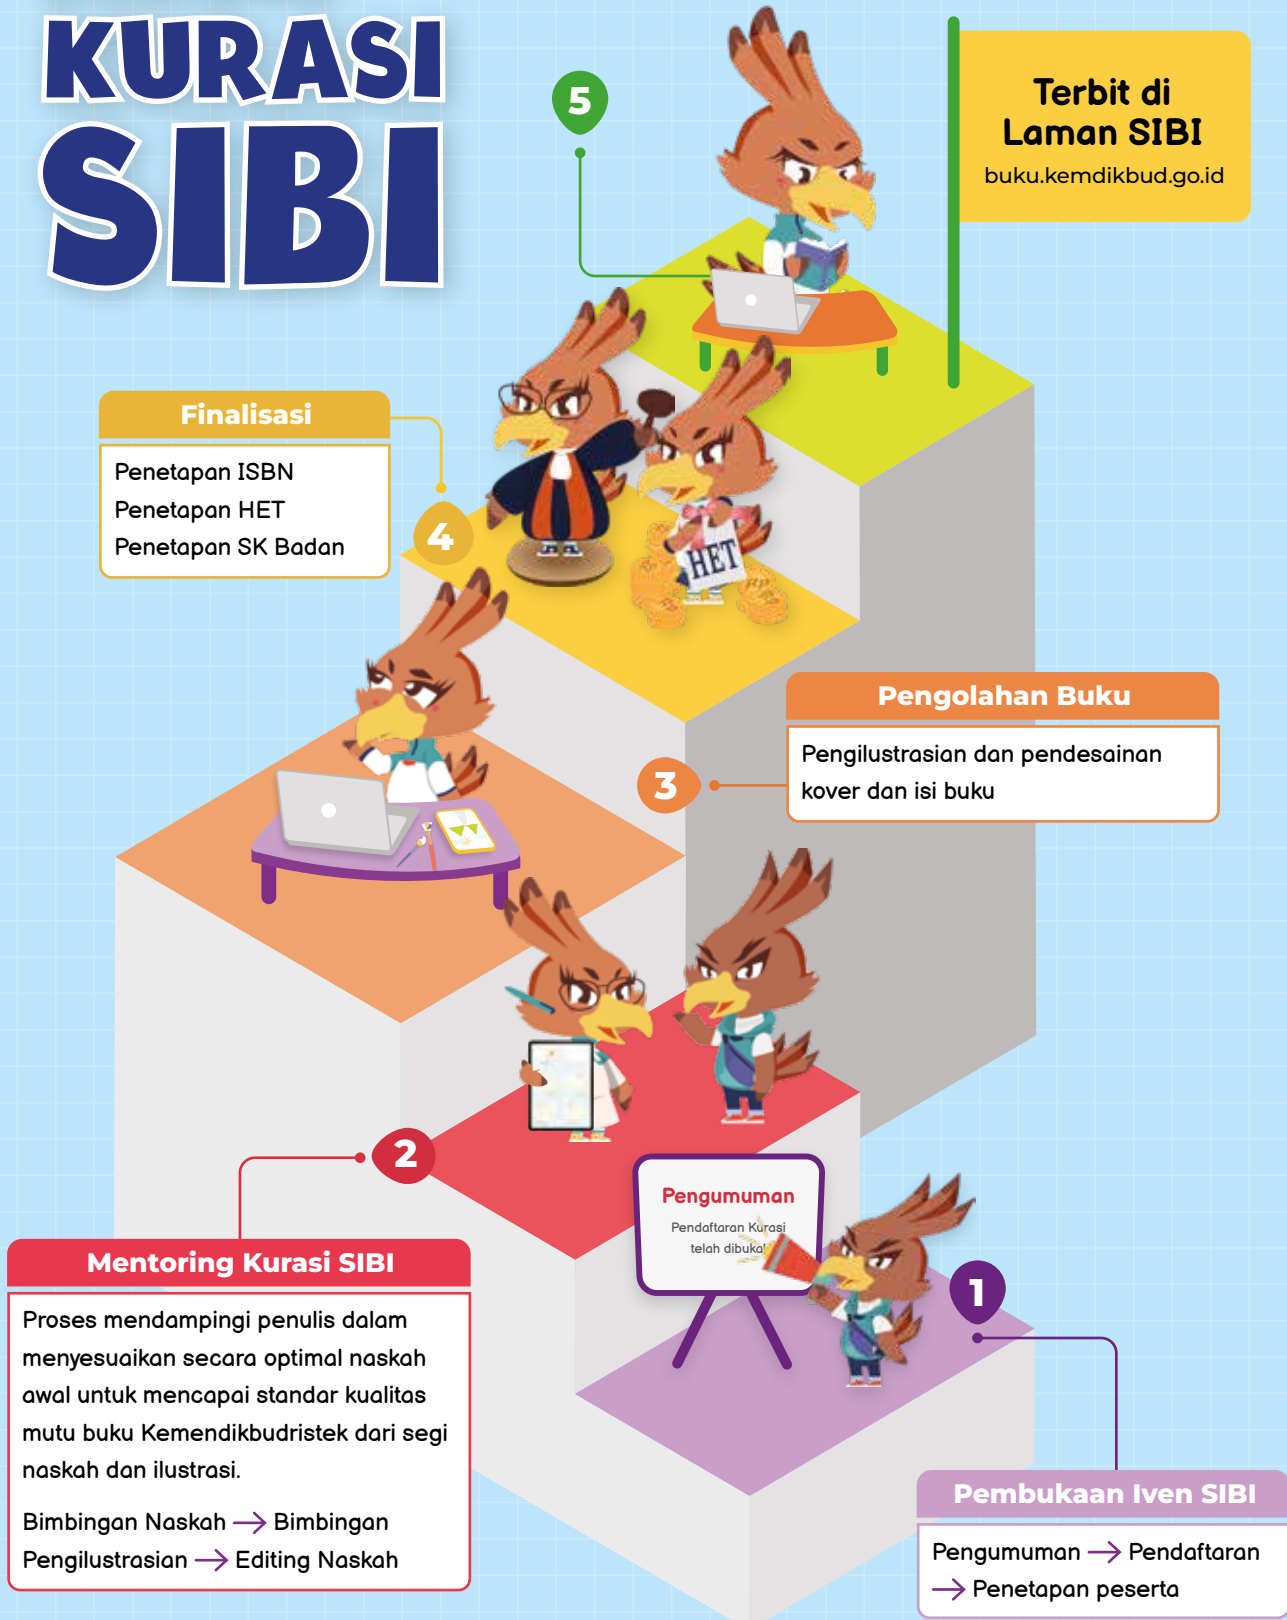 KURASI
SIBI
5
Terbit di
Laman SIBI
buku.kemdikbud.go.id
Finalisasi
Penetapan ISBN
Penetapan HET
Penetapan SK Badan
4
HET
Pengolahan Buku
Pengilustrasian dan pendesainan
kover dan isi buku
3
2
Mentoring Kurasi SIBI
Proses mendampingi penulis dalam
menyesuaikan secara optimal naskah
awal untuk mencapai standar kualitas
mutu buku Kemendikbudristek dari segi
naskah dan ilustrasi.
Bimbingan Naskah → Bimbingan
Pengilustrasian → Editing Naskah
Pengumuman
Pendaftaran Kurasi
telah dibuka
1
Pembukaan Iven SIBI
Pengumuman → Pendaftaran
→ Penetapan peserta